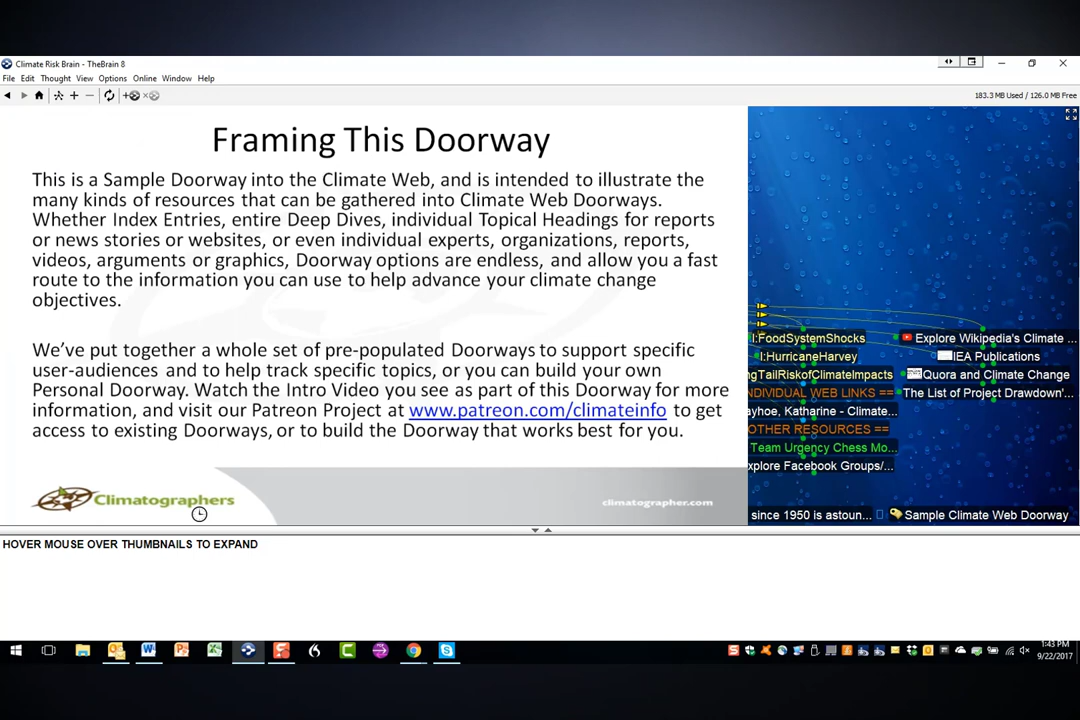 Climate Risk Brain - TheBrain 8
File Edit Thought View Options Online Window Help
183.3 MB Used / 126.0 MB Free
Framing This Doorway
This is a Sample Doorway into the Climate Web, and is intended to illustrate the
many kinds of resources that can be gathered into Climate Web Doorways.
Whether Index Entries, entire Deep Dives, individual Topical Headings for reports
or news stories or websites, or even individual experts, organizations, reports,
videos, arguments or graphics, Doorway options are endless, and allow you a fast
route to the information you can use to help advance your climate change
objectives.
We've put together a whole set of pre-populated Doorways to support specific
user-audiences and to help track specific topics, or you can build your own
Personal Doorway. Watch the Intro Video you see as part of this Doorway for more
information, and visit our Patreon Project at www.patreon.com/climateinfo to get
access to existing Doorways, or to build the Doorway that works best for you.
Climatographers
climatographer.com
I:FoodSystemShocks
Explore Wikipedia's Climate ...
I:HurricaneHarvey
IEA Publications
ngTailRiskofClimateImpacts
Quora and Climate Change
NDIVIDUAL WEB LINKS ==
The List of Project Drawdown'...
ayhoe, Katharine - Climate...
OTHER RESOURCES ==
Team Urgency Chess Mo...
xplore Facebook Groups/...
since 1950 is astoun...
Sample Climate Web Doorway
HOVER MOUSE OVER THUMBNAILS TO EXPAND
1:43 PM
9/22/2017